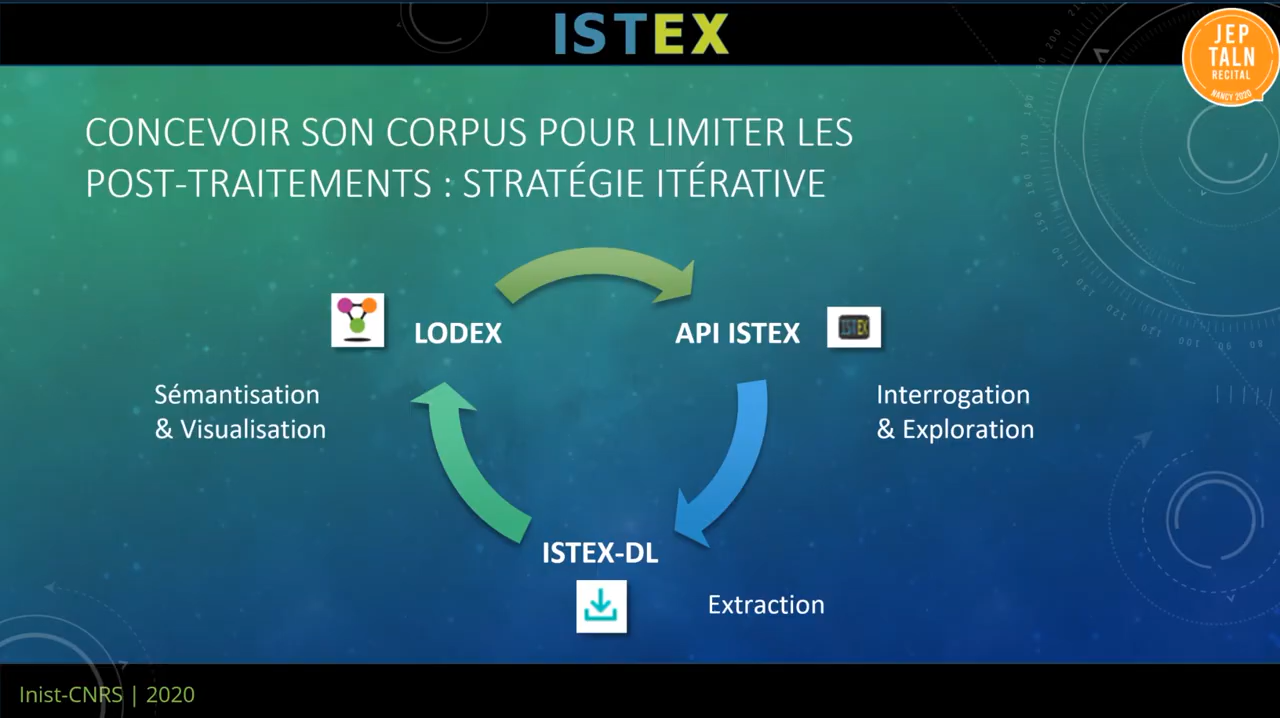 ISTEX
JEP
TALN
RECITAL
NANCY 2020
CONCEVOIR SON CORPUS POUR LIMITER LES
POST-TRAITEMENTS : STRATÉGIE ITÉRATIVE
LODEX
API ISTEX
ISTEX
Sémantisation
& Visualisation
Interrogation
& Exploration
ISTEX-DL
Extraction
Inist-CNRS | 2020